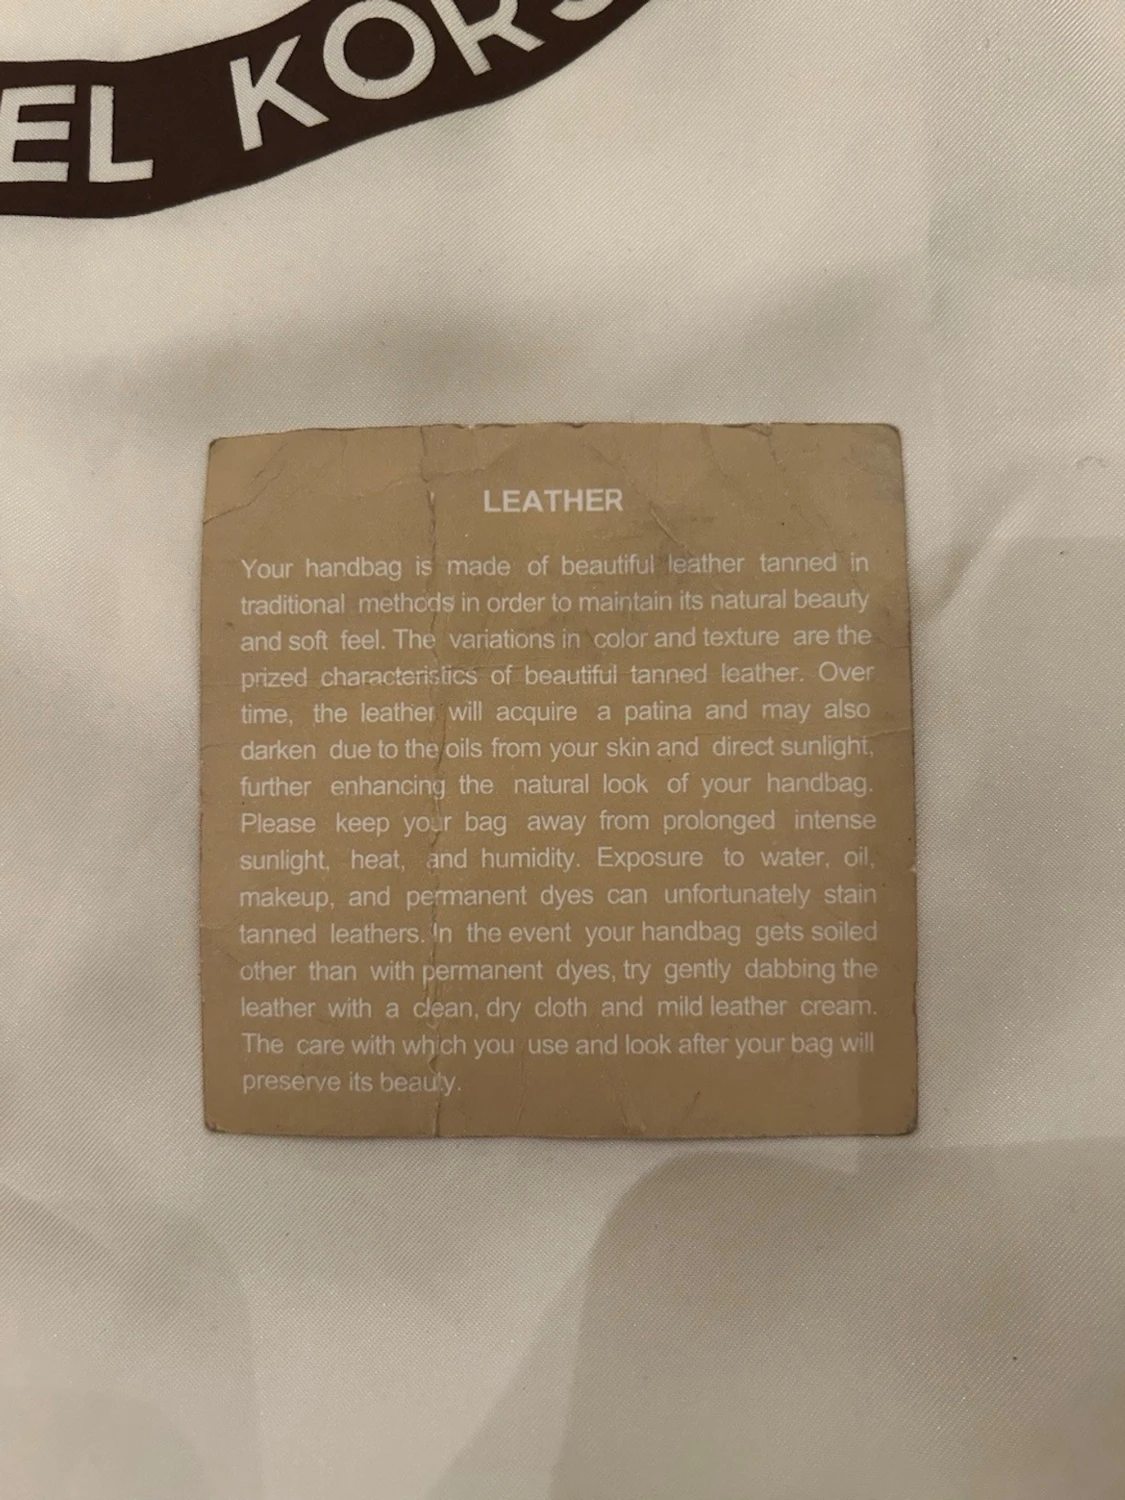 EL KORS
LEATHER
Your handbag is made of beautiful leather tanned in
traditional methods in order to maintain its natural beauty
and soft feel. The variations in color and texture are the
prized characteristics of beautiful tanned leather. Over
time, the leather will acquire a patina and may also
darken due to the oils from your skin and direct sunlight,
further enhancing the natural look of your handbag.
Please keep your bag away from prolonged intense
sunlight, heat, and humidity. Exposure to water, oil,
makeup, and permanent dyes can unfortunately stain
tanned leathers. In the event your handbag gets soiled
other than with permanent dyes, try gently dabbing the
leather with a clean, dry cloth and mild leather cream.
The care with which you use and look after your bag will
preserve its beauty.